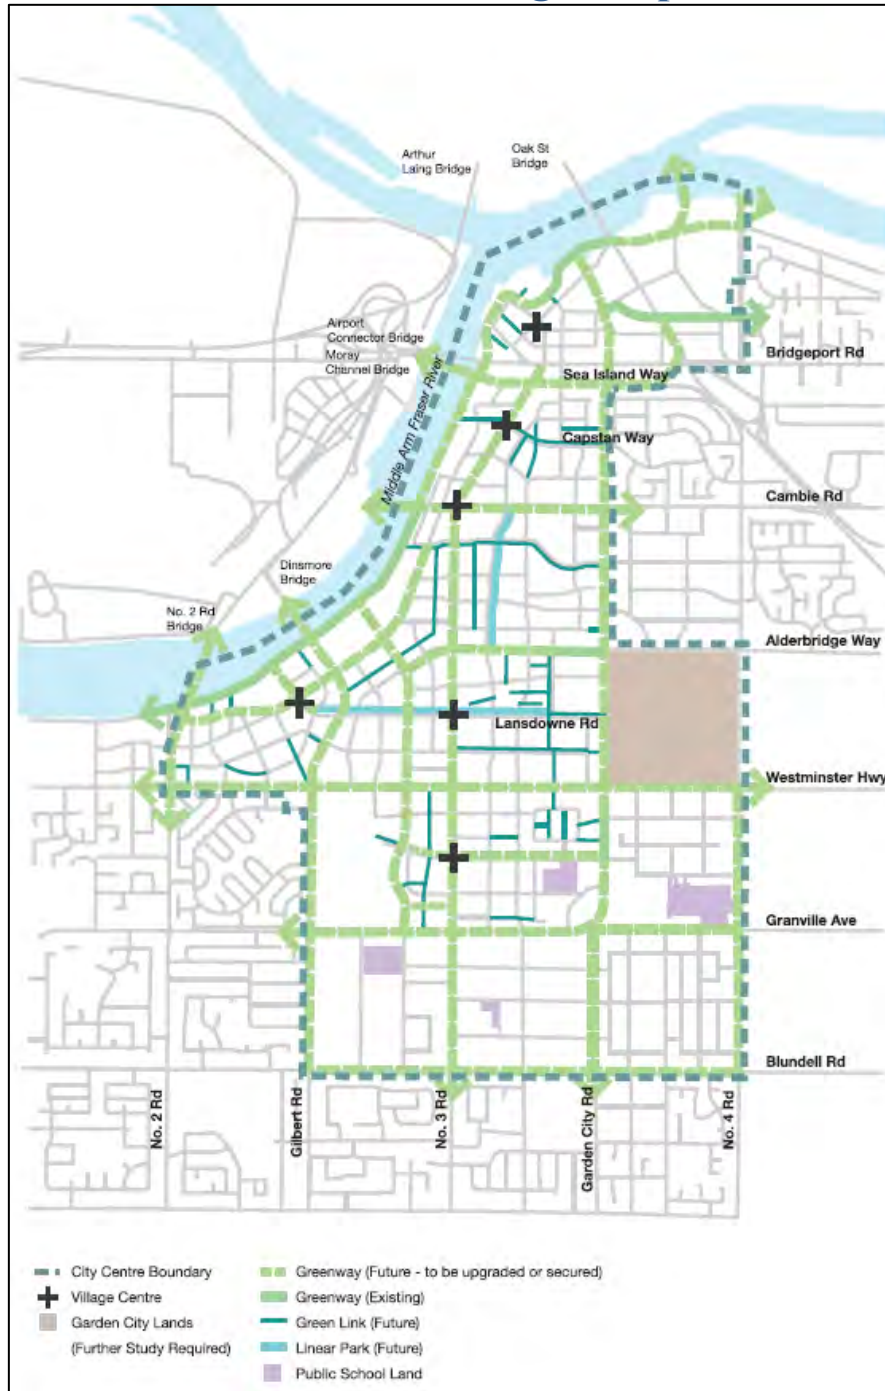 Arthur
Laing Bridge
Oak St
Bridge
Airport
Connector Bridge
Moray
Channel Bridge
Bridgeport Rd
Sea Island Way
Middle Arm Fraser River
Capstan Way
Cambie Rd
Dinsmore
Bridge
No. 2 Rd
Bridge
Alderbridge Way
Lansdowne Rd
Westminster Hwy
Granville Ave
Blundell Rd
No. 2 Rd
Gilbert Rd
No. 3 Rd
Garden City Rd
No. 4 Rd
City Centre Boundary
Village Centre
Garden City Lands
(Further Study Required)
Greenway (Future - to be upgraded or secured)
Greenway (Existing)
Green Link (Future)
Linear Park (Future)
Public School Land